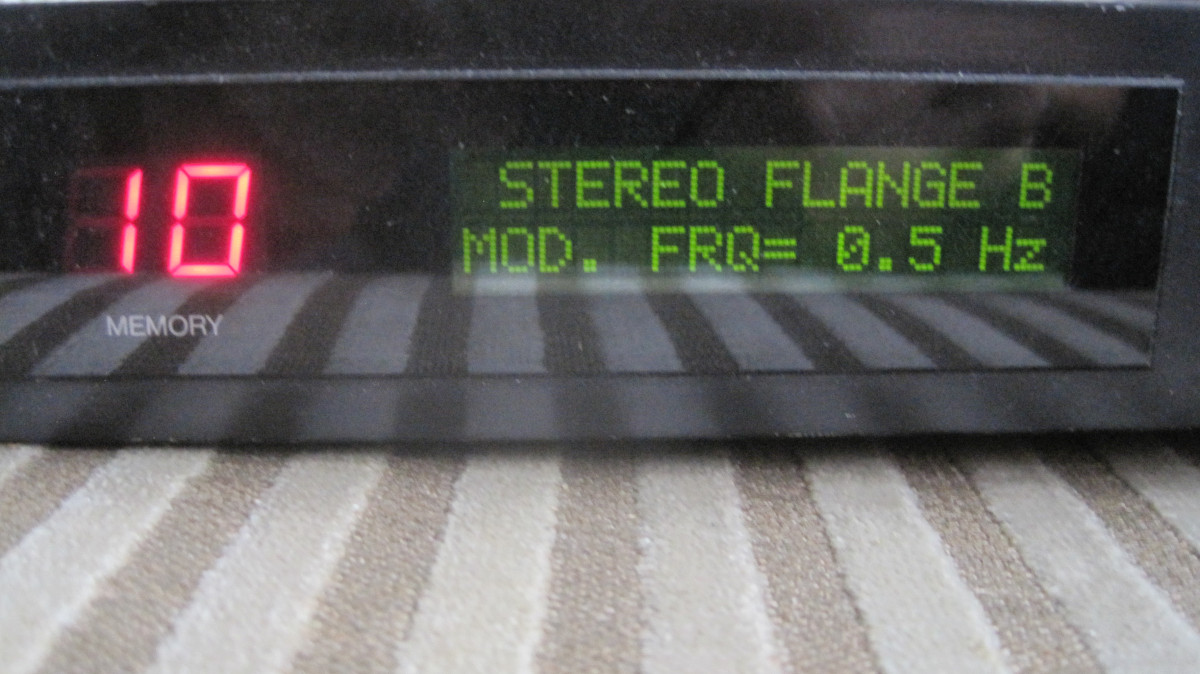 10
MEMORY
STEREO FLANGE B
MOD. FRQ= 0.5 Hz